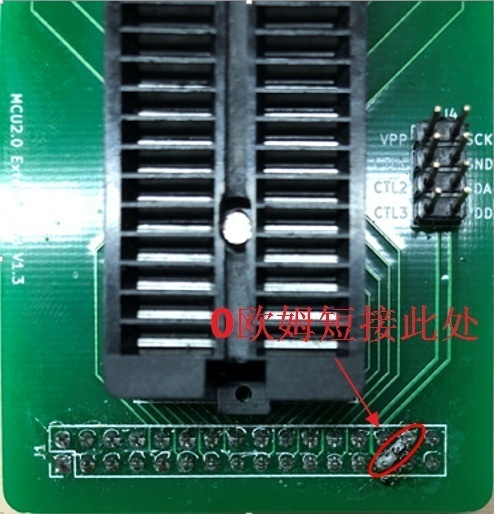 J4
VPP
SCK
GND
CTL2
DA
CTL3
DD
MCU2.0
V1.3
0欧姆短接此处
J1